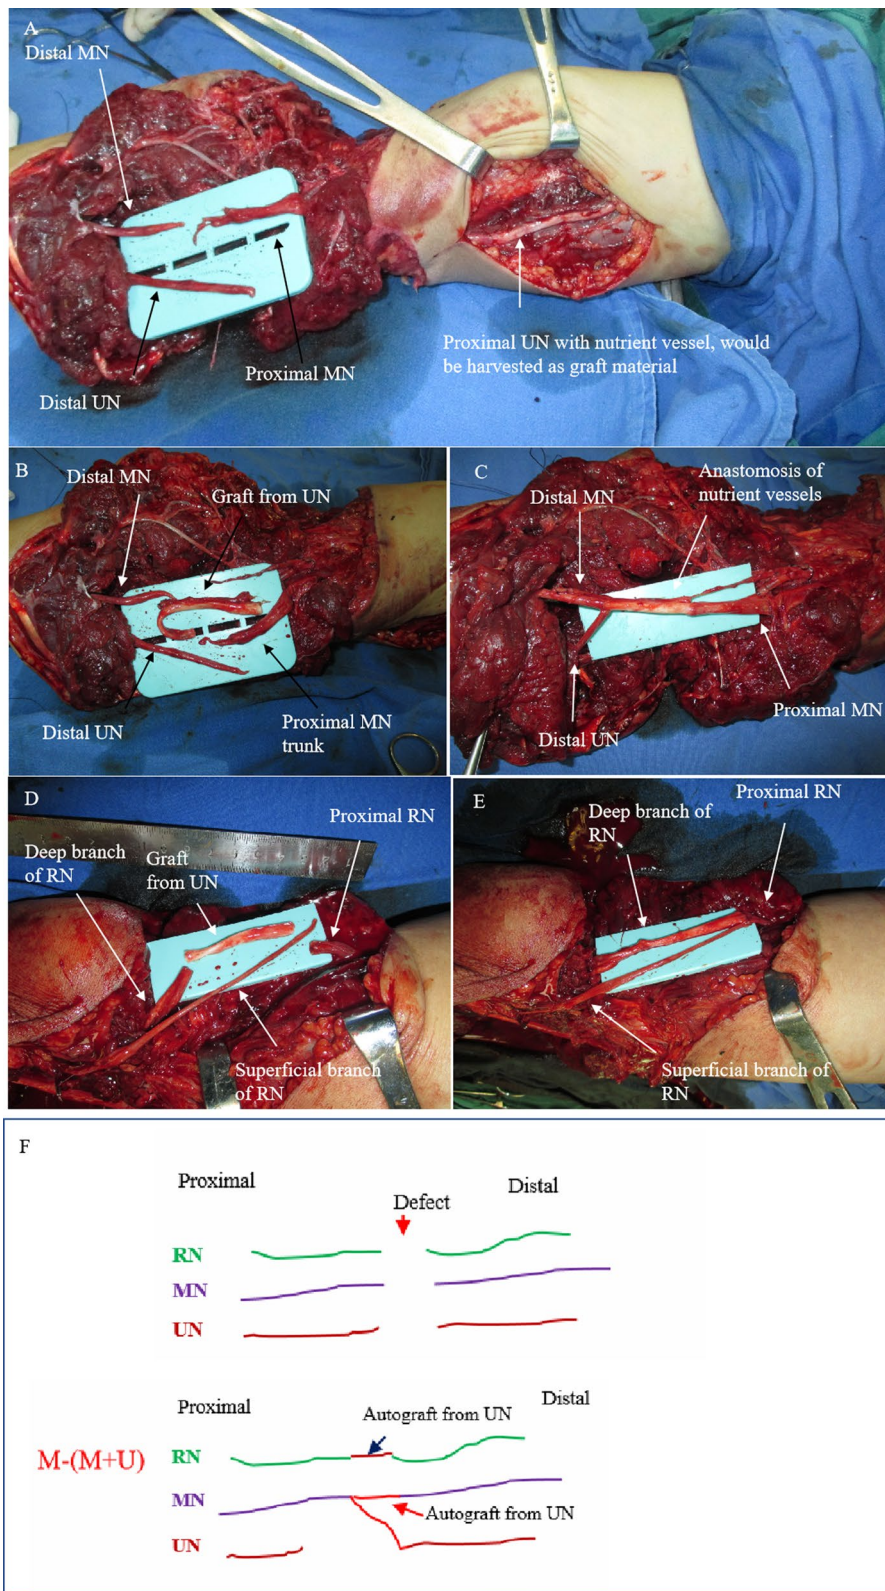 A
Distal MN
Proximal UN with nutrient vessel, would
be harvested as graft material
Proximal MN
Distal UN
B
Distal MN
Graft from UN
Distal UN
Proximal MN
trunk
C
Anastomosis of
nutrient vessels
Distal MN
Proximal MN
Distal UN
D
Proximal RN
Deep branch
of RN
Graft
from UN
Superficial branch
of RN
E
Proximal RN
Deep branch of
RN
Superficial branch of
RN
F
Proximal
Distal
Defect
RN
MN
UN
Proximal
Distal
Autograft from UN
M-(M+U)
RN
MN
Autograft from UN
UN